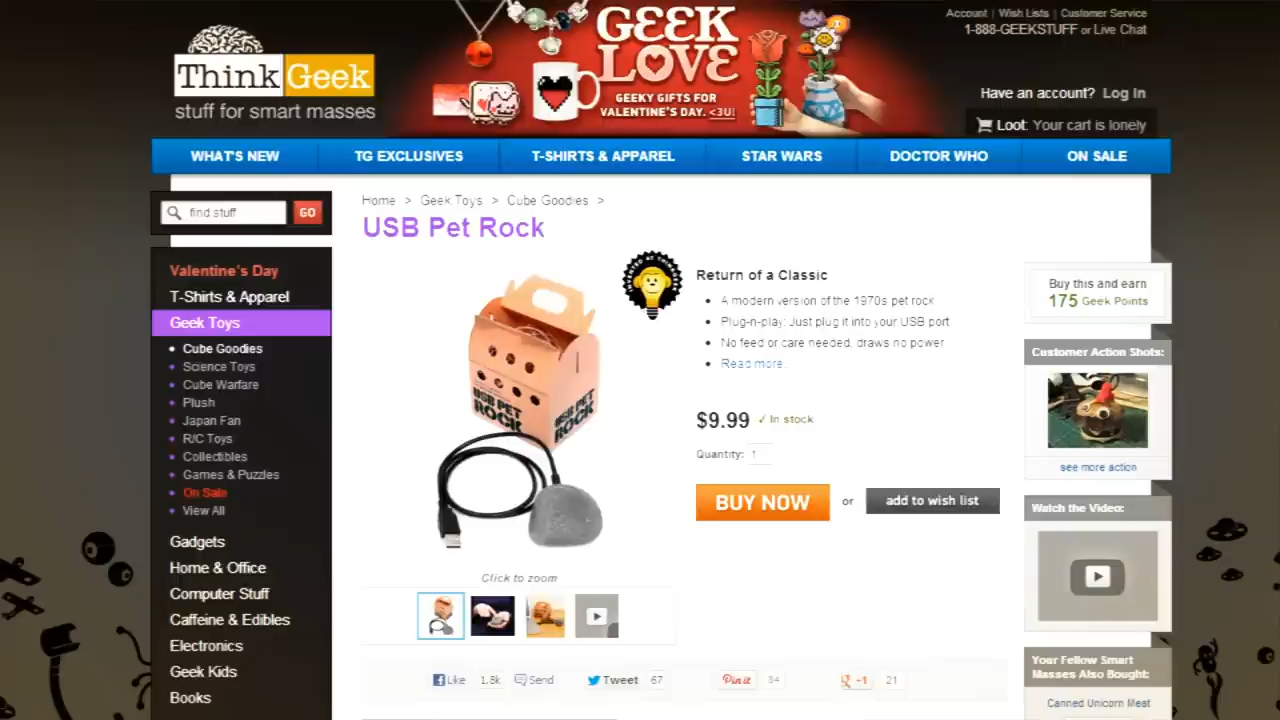 Account | Wish Lists | Customer Service
1-888-GEEKSTUFF or Live Chat
GEEK
LOVE
GEEKY GIFTS FOR
VALENTINE'S DAY. <3U!
Think Geek
stuff for smart masses
Have an account? Log In
Loot: Your cart is lonely
WHAT'S NEW
TG EXCLUSIVES
T-SHIRTS & APPAREL
STAR WARS
DOCTOR WHO
ON SALE
find stuff
GO
Home > Geek Toys > Cube Goodies >
USB Pet Rock
Valentine's Day
T-Shirts & Apparel
Geek Toys
• Cube Goodies
• Science Toys
• Cube Warfare
• Plush
• Japan Fan
• R/C Toys
• Collectibles
• Games & Puzzles
• On Sale
• View All
Gadgets
Home & Office
Computer Stuff
Caffeine & Edibles
Electronics
Geek Kids
Books
USB PET
ROCK
USB PET
ROCK
Click to zoom
Return of a Classic
• A modern version of the 1970s pet rock
• Plug-n-play: Just plug it into your USB port
• No feed or care needed, draws no power
• Read more.
$9.99 ✓ In stock
Quantity: 1
BUY NOW or add to wish list
Like 1.8k Send
Tweet 67
Pin it 34
+1 21
Buy this and earn
175 Geek Points
Customer Action Shots:
see more action
Watch the Video:
Your Fellow Smart
Masses Also Bought:
Canned Unicorn Meat